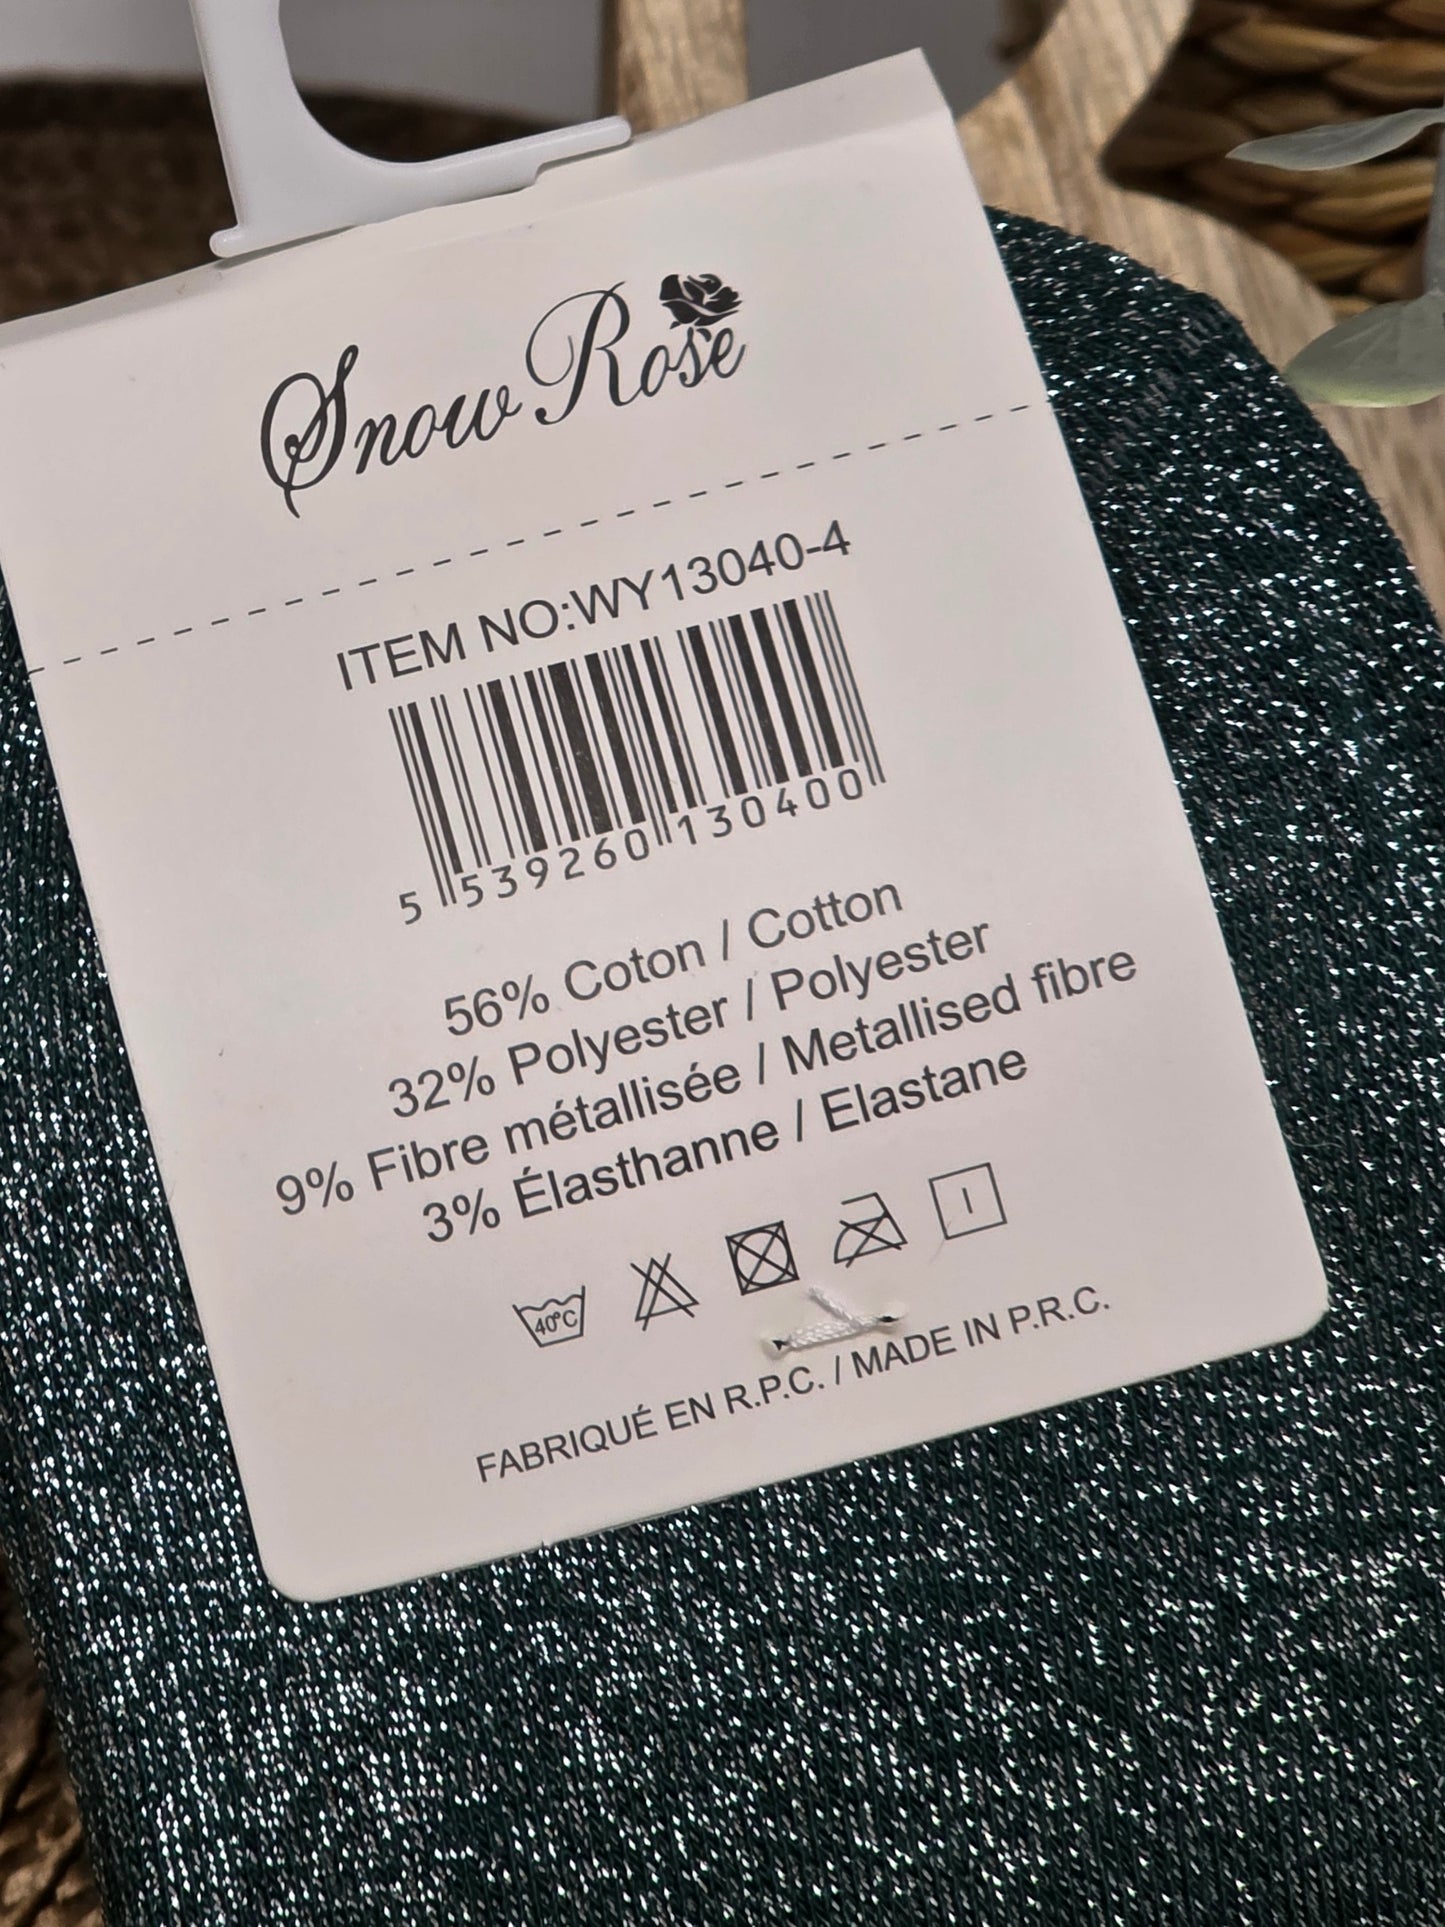 Snow Rose
ITEM NO:WY13040-4
5 539260 130400
56% Coton / Cotton
32% Polyester / Polyester
9% Fibre métallisée / Metallised fibre
3% Élasthanne / Elastane
40°C
FABRIQUÉ EN R.P.C. / MADE IN P.R.C.